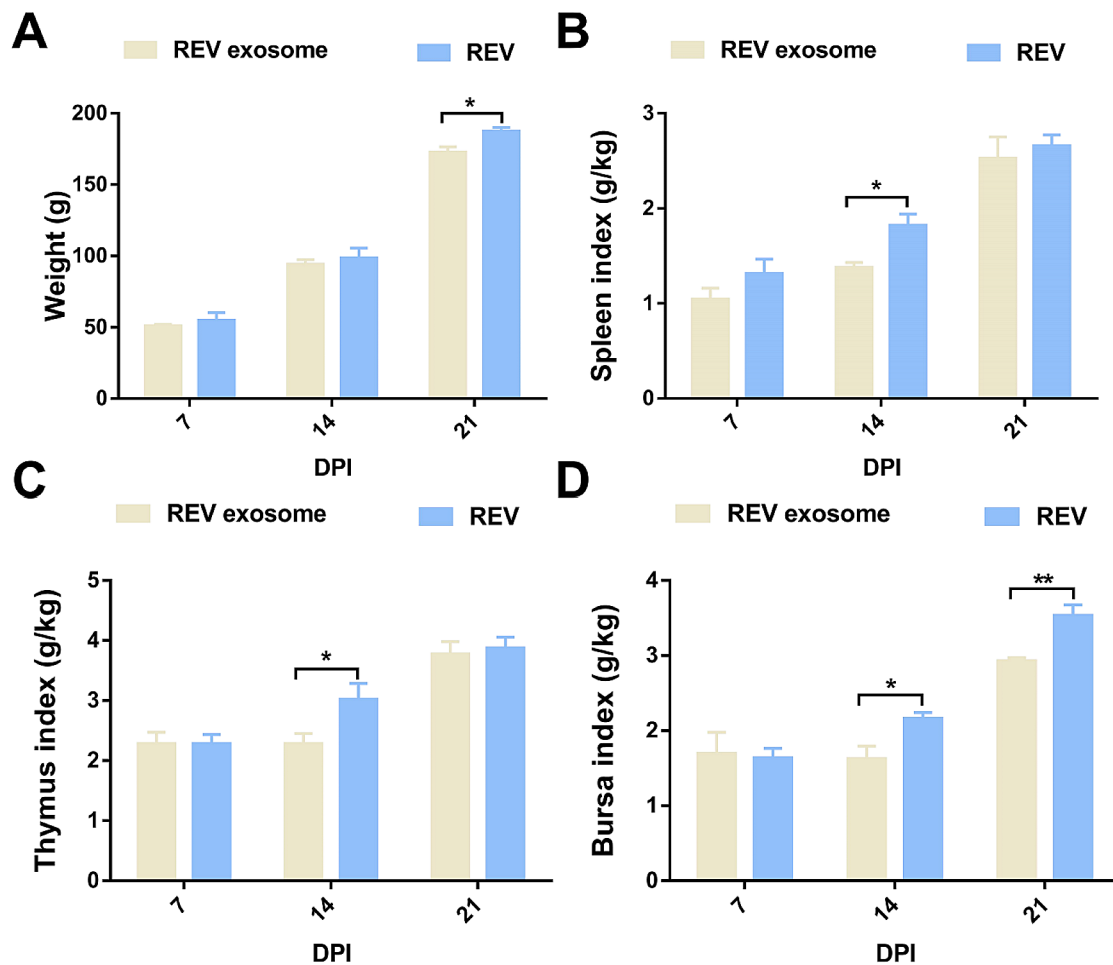 A
REV exosome
REV
Weight (g)
200
150
100
50
0
*
7
14
21
DPI
B
REV exosome
REV
Spleen index (g/kg)
3
2
1
0
*
7
14
21
DPI
C
REV exosome
REV
Thymus index (g/kg)
5
4
3
2
1
0
*
7
14
21
DPI
D
REV exosome
REV
Bursa index (g/kg)
4
3
2
1
0
*
**
7
14
21
DPI